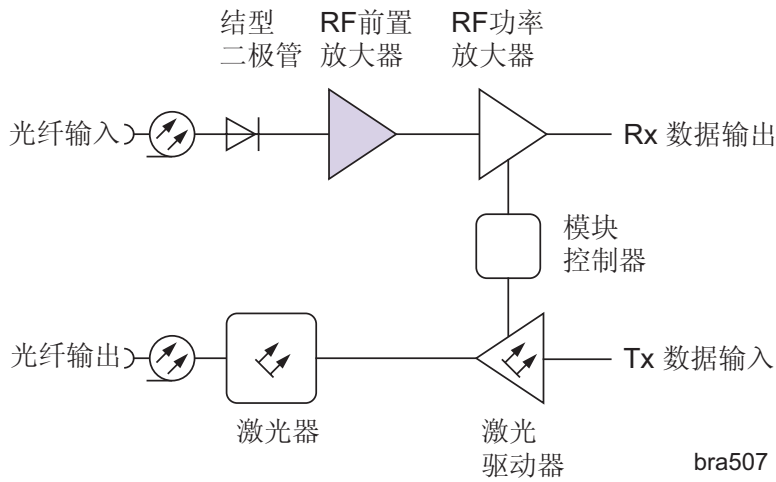 结型
二极管
RF前置
放大器
RF功率
放大器
光纤输入
Rx 数据输出
模块
控制器
光纤输出
Tx 数据输入
激光器
激光
驱动器
bra507